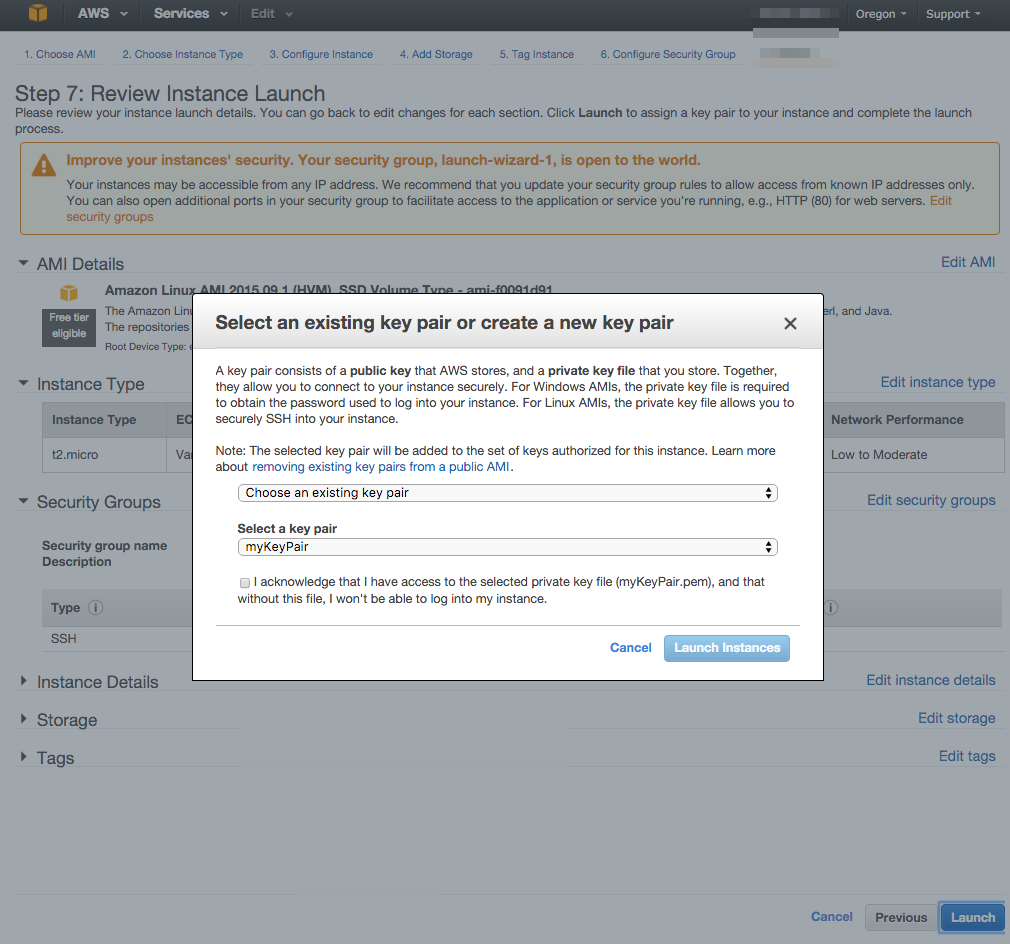 AWS Services Edit Oregon Support
1. Choose AMI 2. Choose Instance Type 3. Configure Instance 4. Add Storage 5. Tag Instance 6. Configure Security Group
Step 7: Review Instance Launch
Please review your instance launch details. You can go back to edit changes for each section. Click Launch to assign a key pair to your instance and complete the launch
process.
Improve your instances' security. Your security group, launch-wizard-1, is open to the world.
Your instances may be accessible from any IP address. We recommend that you update your security group rules to allow access from known IP addresses only.
You can also open additional ports in your security group to facilitate access to the application or service you're running, e.g., HTTP (80) for web servers. Edit
security groups
AMI Details Edit AMI
Amazon Linux AMI 2015.09.1 (HVM), SSD Volume Type - ami-f0091d91
Free tier
eligible
The Amazon Linu erl, and Java.
The repositories
Root Device Type: e
Select an existing key pair or create a new key pair
A key pair consists of a public key that AWS stores, and a private key file that you store. Together,
they allow you to connect to your instance securely. For Windows AMIs, the private key file is required
to obtain the password used to log into your instance. For Linux AMIs, the private key file allows you to
securely SSH into your instance.
Note: The selected key pair will be added to the set of keys authorized for this instance. Learn more
about removing existing key pairs from a public AMI.
Choose an existing key pair
Select a key pair
myKeyPair
I acknowledge that I have access to the selected private key file (myKeyPair.pem), and that
without this file, I won't be able to log into my instance.
Cancel Launch Instances
Instance Type Edit instance type
Instance Type EC Network Performance
t2.micro Var Low to Moderate
Security Groups Edit security groups
Security group name
Description
Type
SSH
Instance Details Edit instance details
Storage Edit storage
Tags Edit tags
Cancel Previous Launch